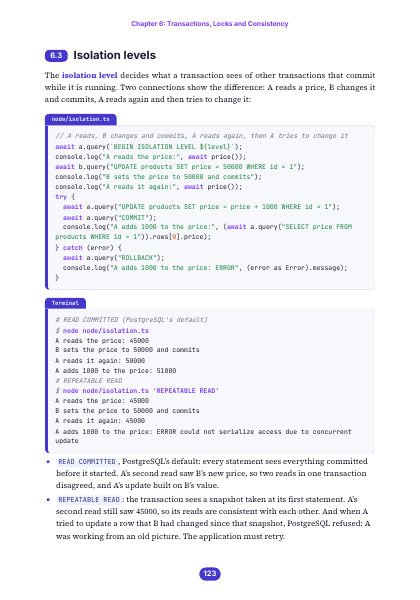 Chapter 6: Transactions, Locks and Consistency
6.3 Isolation levels
The isolation level decides what a transaction sees of other transactions that commit
while it is running. Two connections show the difference: A reads a price, B changes it
and commits, A reads again and then tries to change it:
node/isolation.ts
// A reads, B changes and commits, A reads again, then A tries to change it
await a.query(`BEGIN ISOLATION LEVEL ${level}`);
console.log("A reads the price:", await price());
await b.query("UPDATE products SET price = 50000 WHERE id = 1");
console.log("B sets the price to 50000 and commits");
console.log("A reads it again:", await price());
try {
await a.query("UPDATE products SET price = price + 1000 WHERE id = 1");
await a.query("COMMIT");
console.log("A adds 1000 to the price:", (await a.query("SELECT price FROM
products WHERE id = 1")).rows[0].price);
} catch (error) {
await a.query("ROLLBACK");
console.log("A adds 1000 to the price: ERROR", (error as Error).message);
}
Terminal
# READ COMMITTED (PostgreSQL's default)
$ node node/isolation.ts
A reads the price: 45000
B sets the price to 50000 and commits
A reads it again: 50000
A adds 1000 to the price: 51000
# REPEATABLE READ
$ node node/isolation.ts 'REPEATABLE READ'
A reads the price: 45000
B sets the price to 50000 and commits
A reads it again: 45000
A adds 1000 to the price: ERROR could not serialize access due to concurrent
update
• READ COMMITTED, PostgreSQL's default: every statement sees everything committed
before it started. A's second read saw B's new price, so two reads in one transaction
disagreed, and A's update built on B's value.
• REPEATABLE READ: the transaction sees a snapshot taken at its first statement. A's
second read still saw 45000, so its reads are consistent with each other. And when A
tried to update a row that B had changed since that snapshot, PostgreSQL refused: A
was working from an old picture. The application must retry.
123